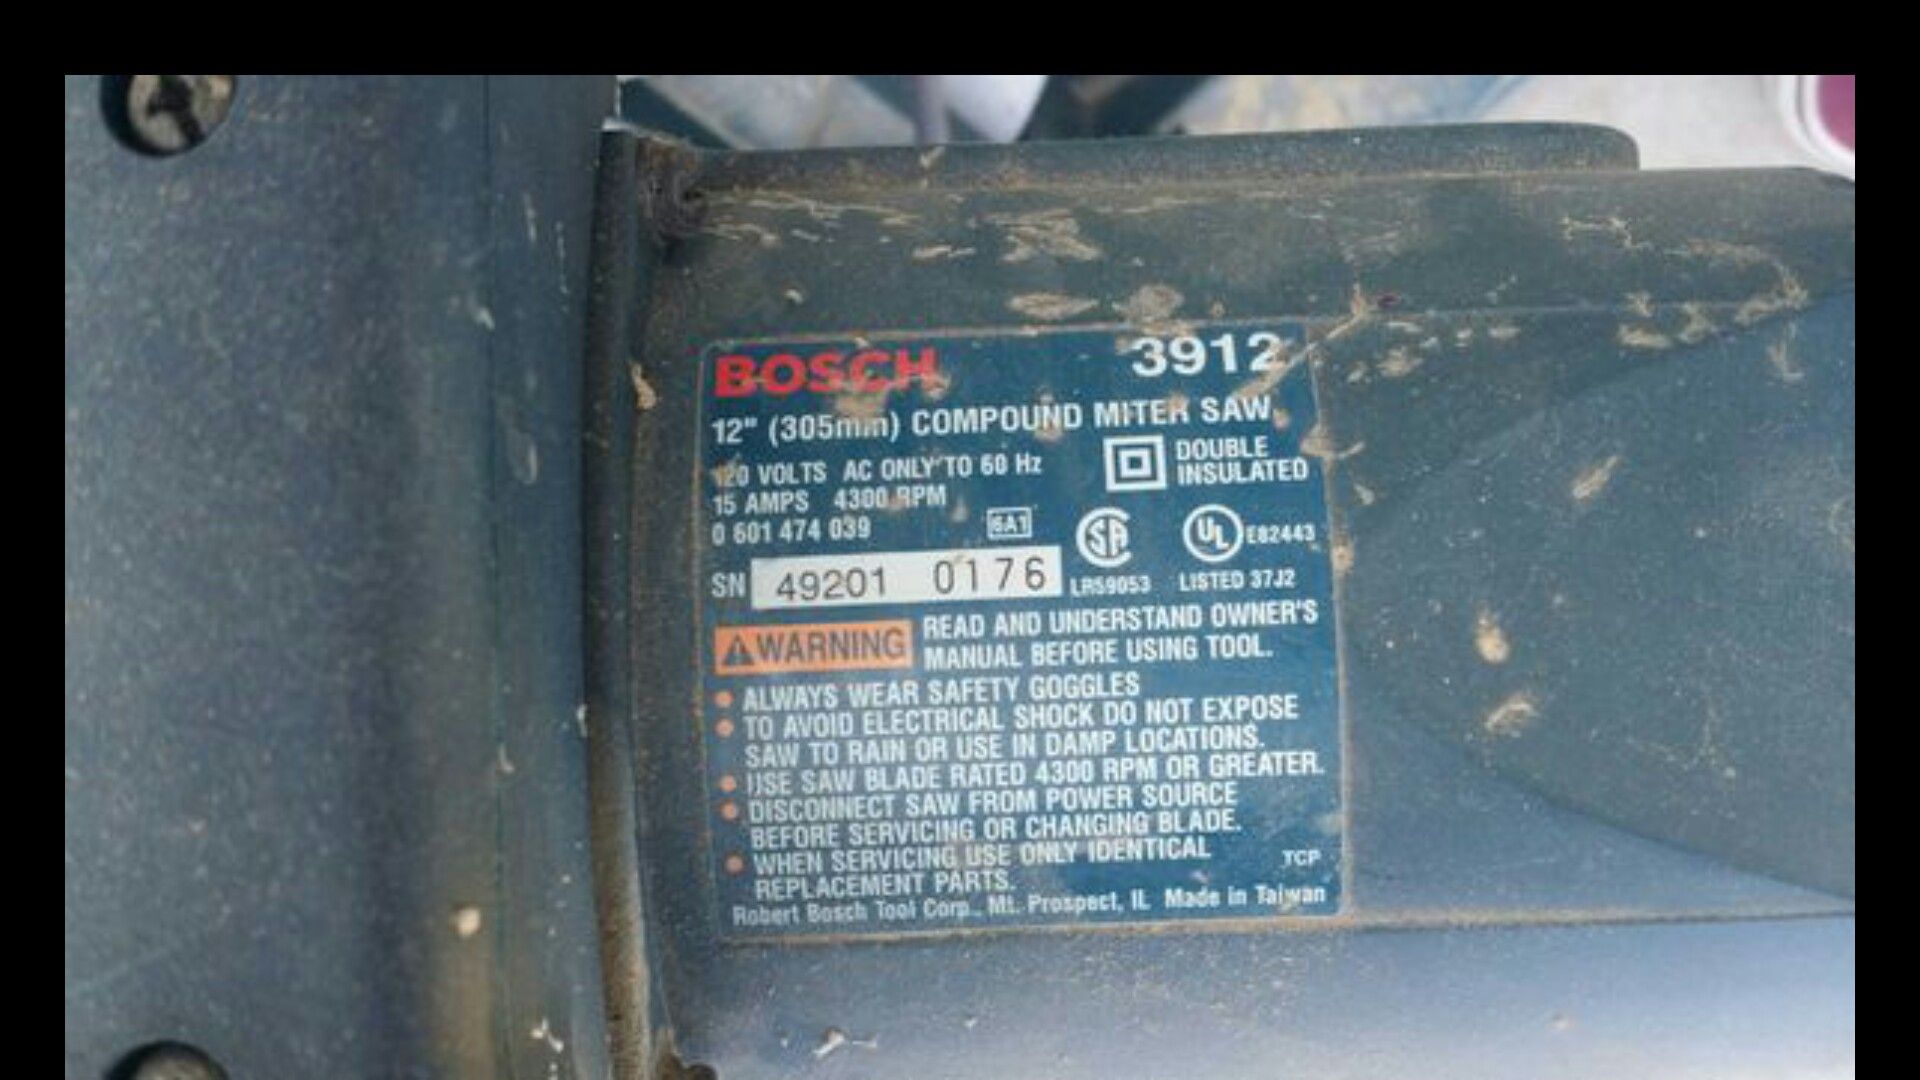 BOSCH 3912
12" (305mm) COMPOUND MITER SAW
120 VOLTS AC ONLY TO 60 Hz
DOUBLE
INSULATED
15 AMPS 4300 RPM
0 601 474 039 6A1
SA
UL E82443
SN 49201 0176 LR59053 LISTED 37J2
WARNING READ AND UNDERSTAND OWNER'S
MANUAL BEFORE USING TOOL.
• ALWAYS WEAR SAFETY GOGGLES
• TO AVOID ELECTRICAL SHOCK DO NOT EXPOSE
SAW TO RAIN OR USE IN DAMP LOCATIONS.
• USE SAW BLADE RATED 4300 RPM OR GREATER.
• DISCONNECT SAW FROM POWER SOURCE
BEFORE SERVICING OR CHANGING BLADE.
• WHEN SERVICING USE ONLY IDENTICAL
REPLACEMENT PARTS. TCP
Robert Bosch Tool Corp., Mt. Prospect, IL Made in Taiwan